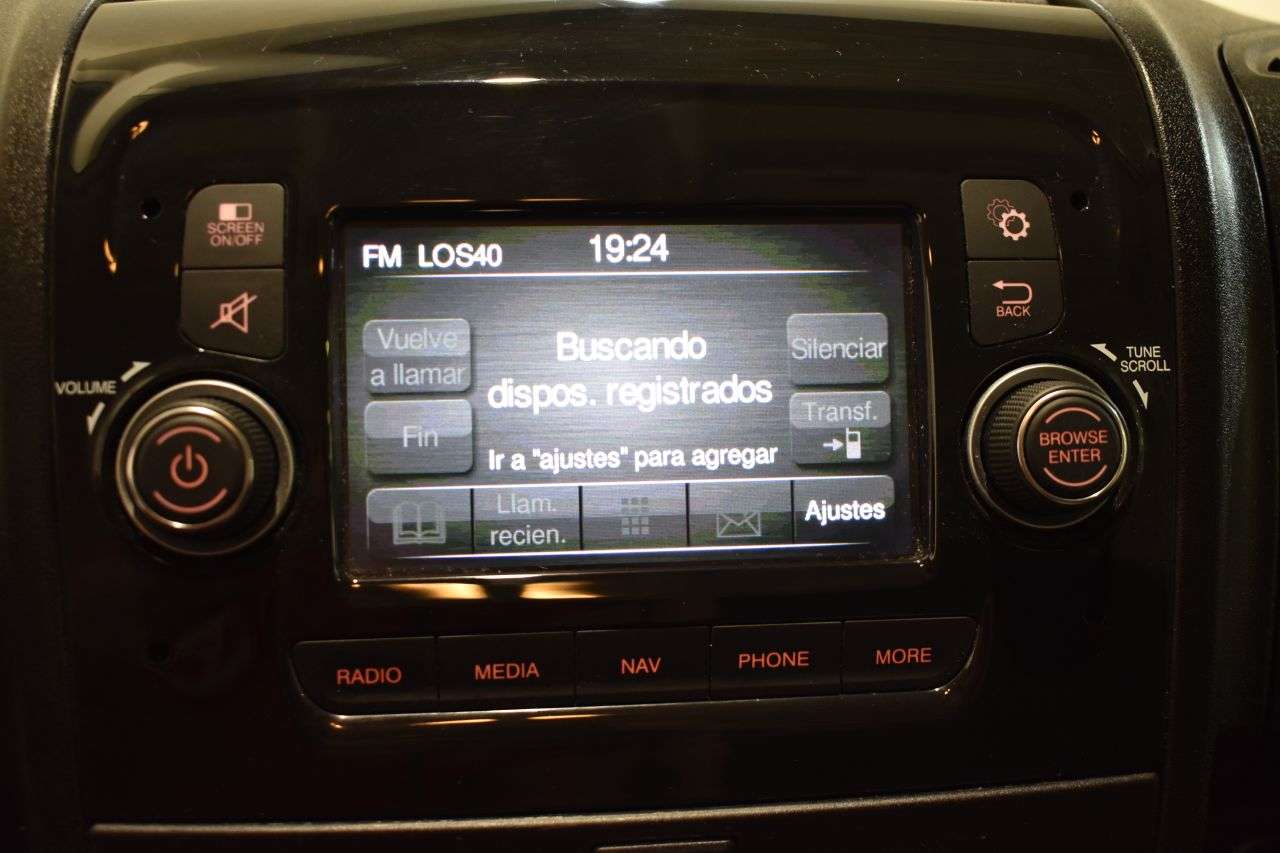 SCREEN
ON/OFF
VOLUME
FM LOS40 19:24
Vuelve
a llamar
Buscando
dispos. registrados
Silenciar
Fin
Transf.
Ir a "ajustes" para agregar
Llam.
recien.
Ajustes
BACK
TUNE
SCROLL
BROWSE
ENTER
RADIO
MEDIA
NAV
PHONE
MORE